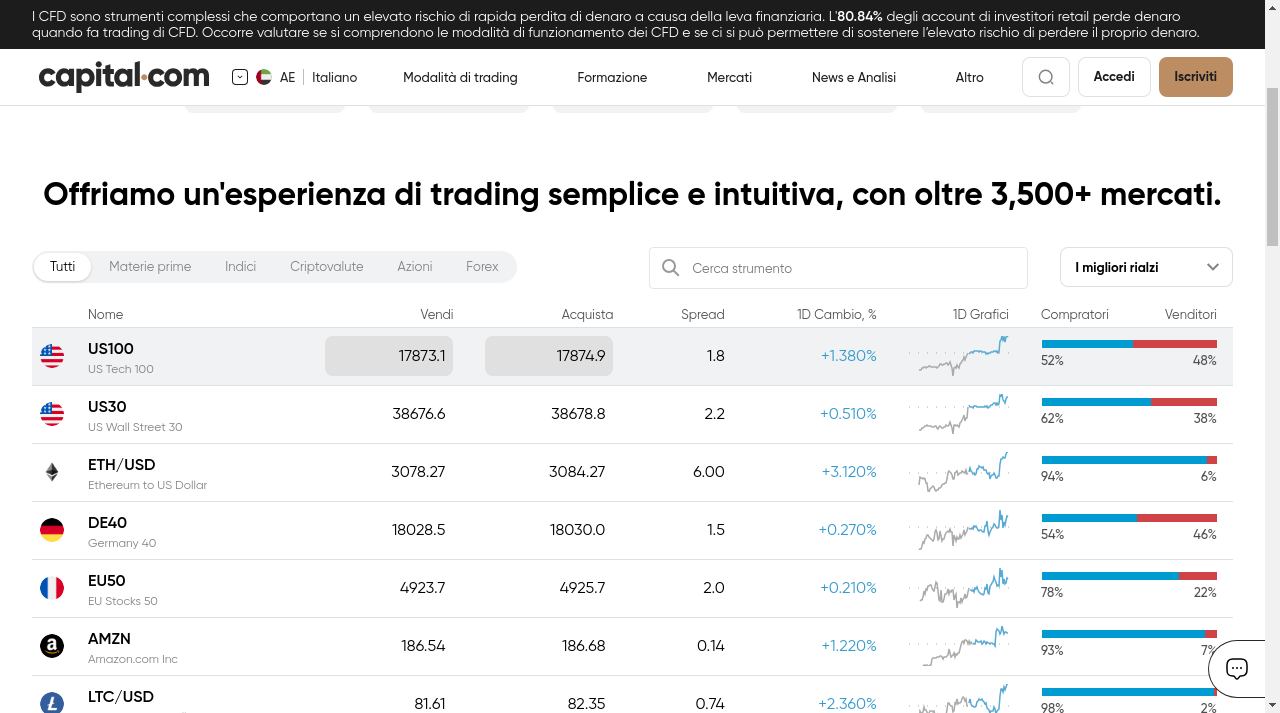 I CFD sono strumenti complessi che comportano un elevato rischio di rapida perdita di denaro a causa della leva finanziaria. L'80.84% degli account di investitori retail perde denaro
quando fa trading di CFD. Occorre valutare se si comprendono le modalità di funzionamento dei CFD e se ci si può permettere di sostenere l’elevato rischio di perdere il proprio denaro.
capital.com AE Italiano Modalità di trading Formazione Mercati News e Analisi Altro Accedi Iscriviti
Offriamo un'esperienza di trading semplice e intuitiva, con oltre 3,500+ mercati.
Tutti Materie prime Indici Criptovalute Azioni Forex Cerca strumento I migliori rialzi
Nome Vendi Acquista Spread 1D Cambio, % 1D Grafici Compratori Venditori
US100 17873.1 17874.9 1.8 +1.380% 52% 48%
US Tech 100
US30 38676.6 38678.8 2.2 +0.510% 62% 38%
US Wall Street 30
ETH/USD 3078.27 3084.27 6.00 +3.120% 94% 6%
Ethereum to US Dollar
DE40 18028.5 18030.0 1.5 +0.270% 54% 46%
Germany 40
EU50 4923.7 4925.7 2.0 +0.210% 78% 22%
EU Stocks 50
AMZN 186.54 186.68 0.14 +1.220% 93% 7%
Amazon.com Inc
LTC/USD 81.61 82.35 0.74 +2.360% 98% 2%